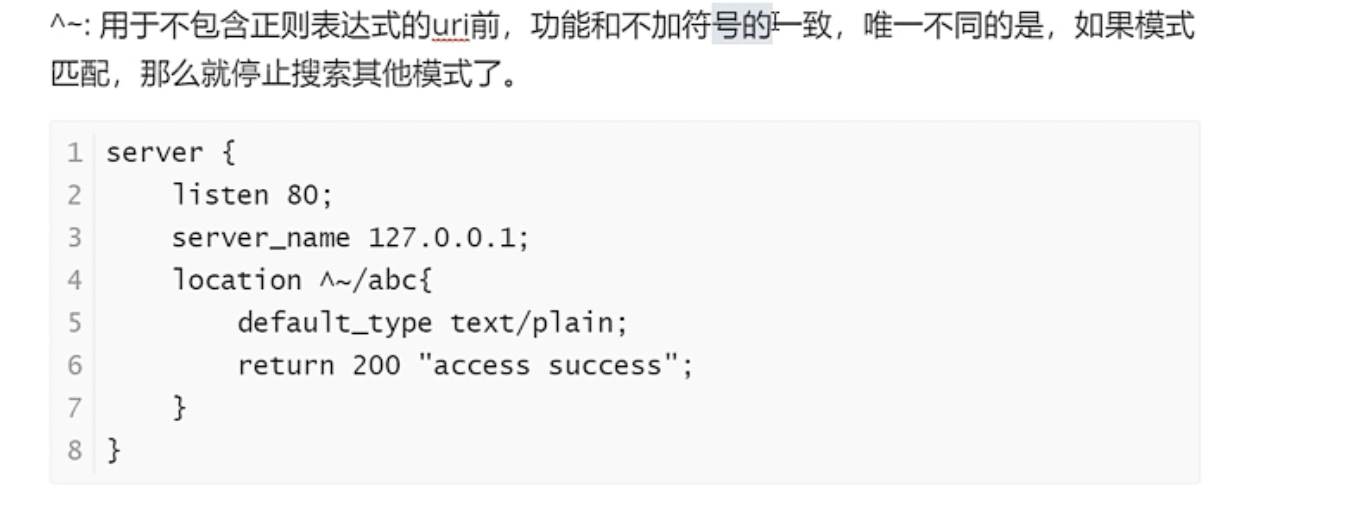 ^~: 用于不包含正则表达式的uri前，功能和不加符号的一致，唯一不同的是，如果模式
匹配，那么就停止搜索其他模式了。
1 server {
2     listen 80;
3     server_name 127.0.0.1;
4     location ^~/abc{
5         default_type text/plain;
6         return 200 "access success";
7     }
8 }